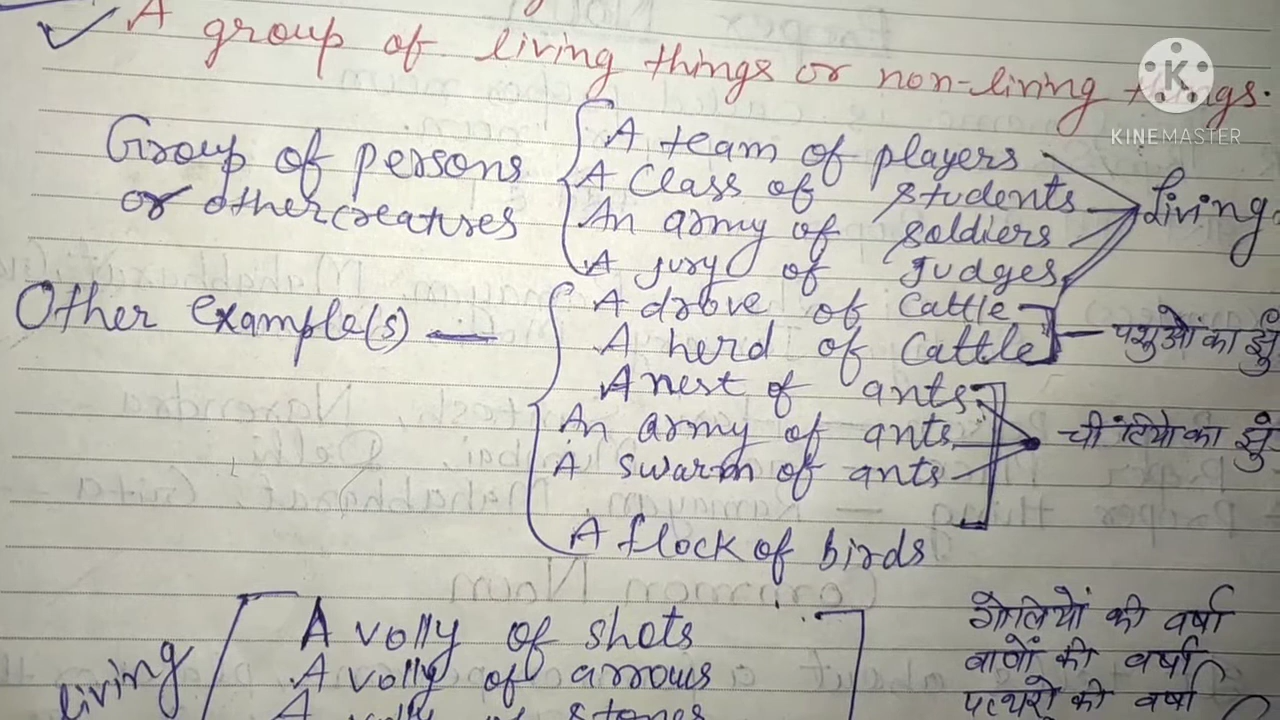 A group of living things or non-living things.
KINEMASTER
Group of persons
or other creatures
A team of players
A Class of students
An army of soldiers
A jury of judges
Living
Other example(s) —
A drove of cattle
A herd of cattle
पशुओं का झुं
A nest of ants
An army of ants
A swarm of ants
चीटियो का झुं
A flock of birds
living
A volly of shots
A volly of arrows
A volly of stones
गोलियों की वर्षा
वाणों की वर्षा
पत्थरो की वर्षा